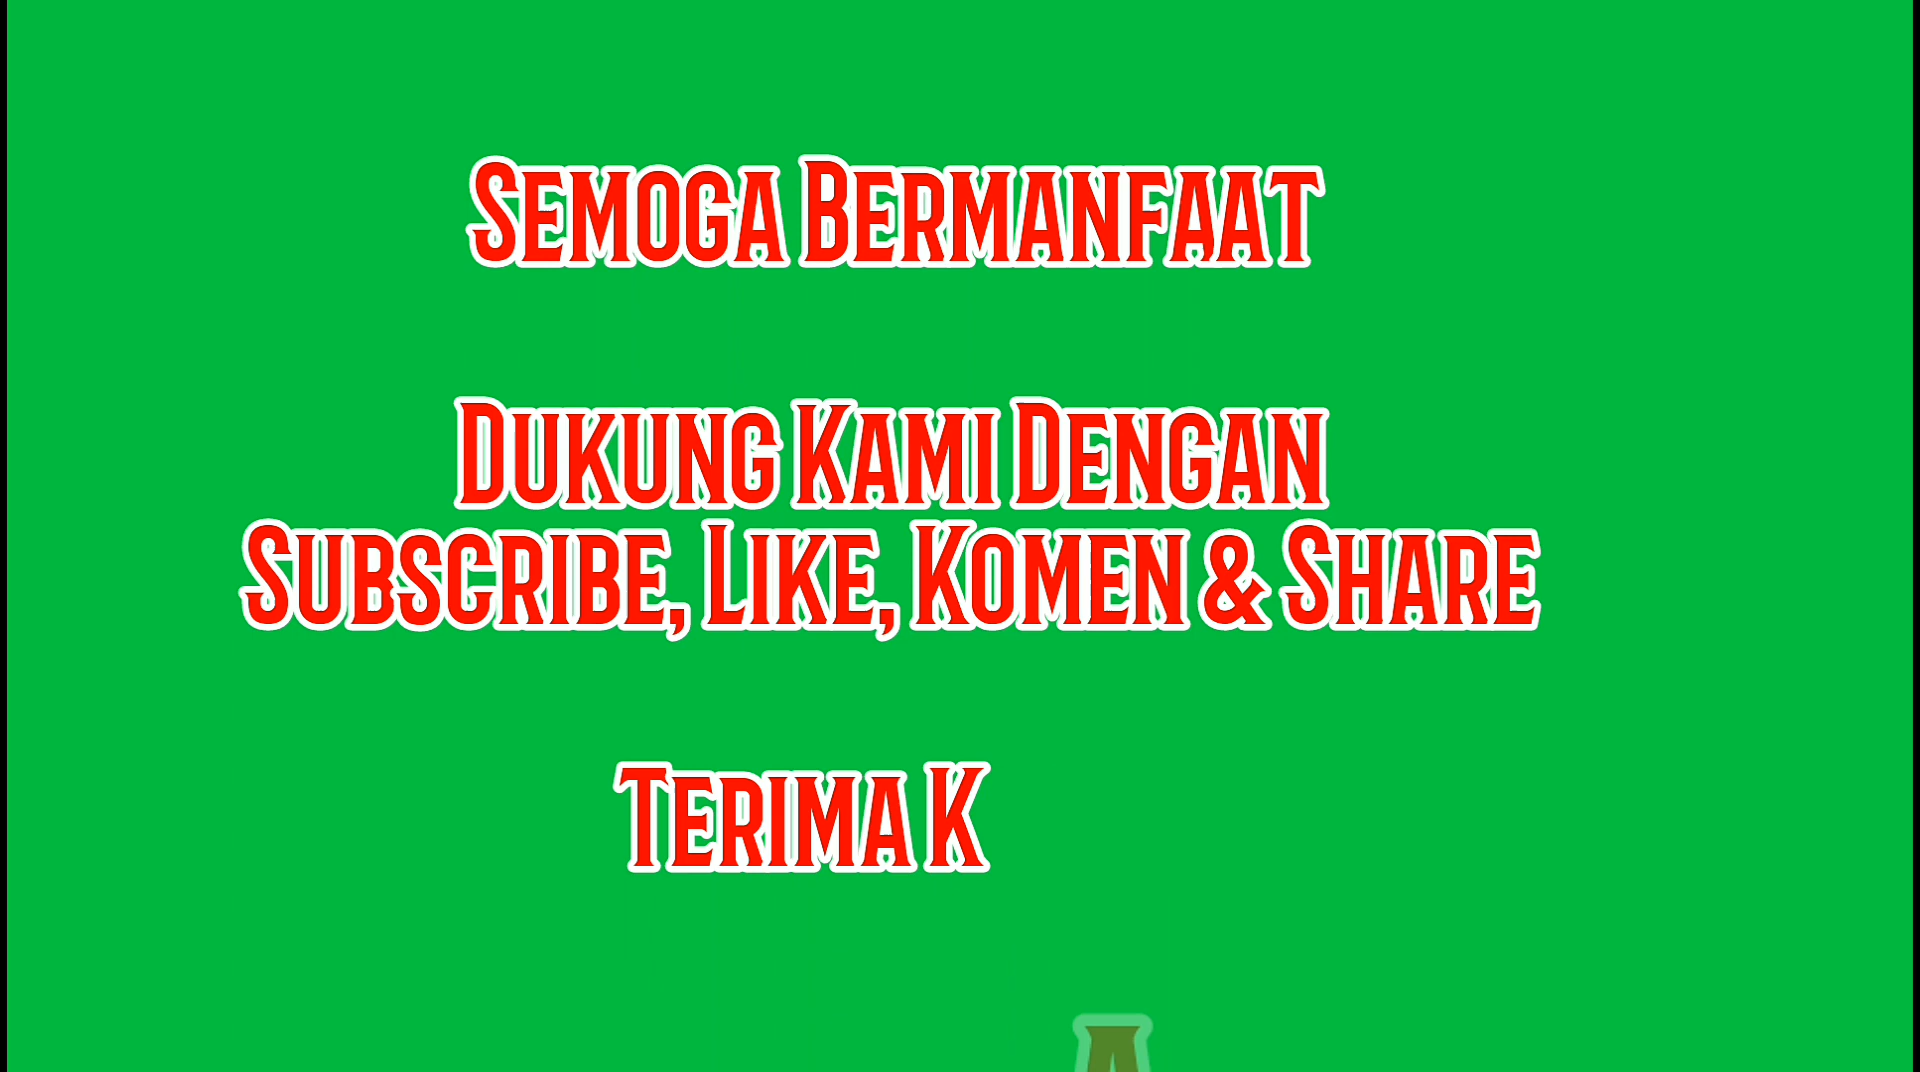 Semoga Bermanfaat
Dukung Kami Dengan
Subscribe, Like, Komen & Share
Terima K
A